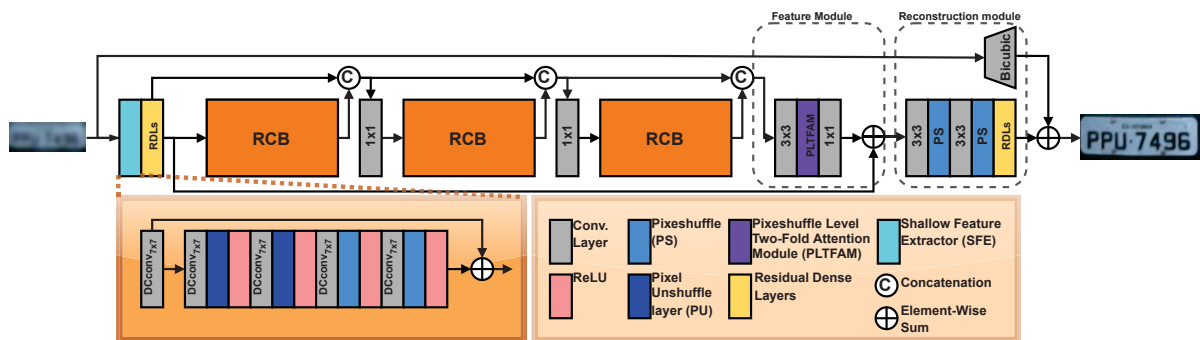 Feature Module
Reconstruction module
Bicubic
C
C
C
RDLs
RCB
1x1
RCB
1x1
RCB
3x3
PLTFAM
1x1
3x3
PS
3x3
PS
RDLs
PPU 7496
PPU·7496
DCconv7x7
DCconv7x7
DCconv7x7
DCconv7x7
DCconv7x7
Conv.
Layer
ReLU
Pixeshuffle
(PS)
Pixel
Unshuffle
layer (PU)
Pixeshuffle Level
Two-Fold Attention
Module (PLTFAM)
Residual Dense
Layers
Shallow Feature
Extractor (SFE)
C
Concatenation
Element-Wise
Sum